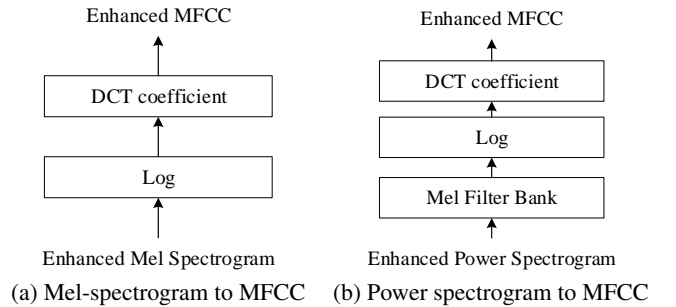 Enhanced MFCC
DCT coefficient
Log
Enhanced Mel Spectrogram
(a) Mel-spectrogram to MFCC
Enhanced MFCC
DCT coefficient
Log
Mel Filter Bank
Enhanced Power Spectrogram
(b) Power spectrogram to MFCC